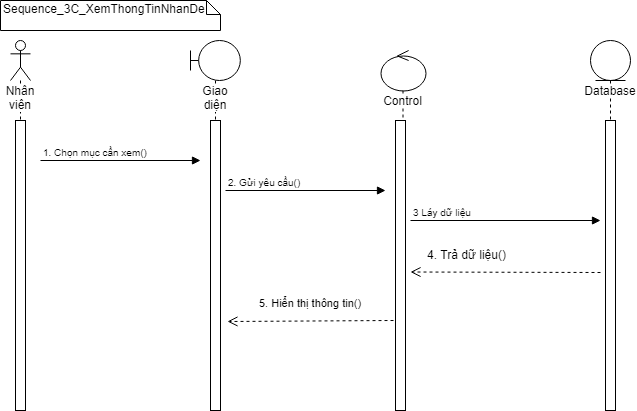 Sequence_3C_XemThongTinNhanDe
Nhân
viên
Giao
diện
Control
Database
1. Chọn mục cần xem()
2. Gửi yêu cầu()
3 Láy dữ liệu
4. Trả dữ liệu()
5. Hiển thị thông tin()